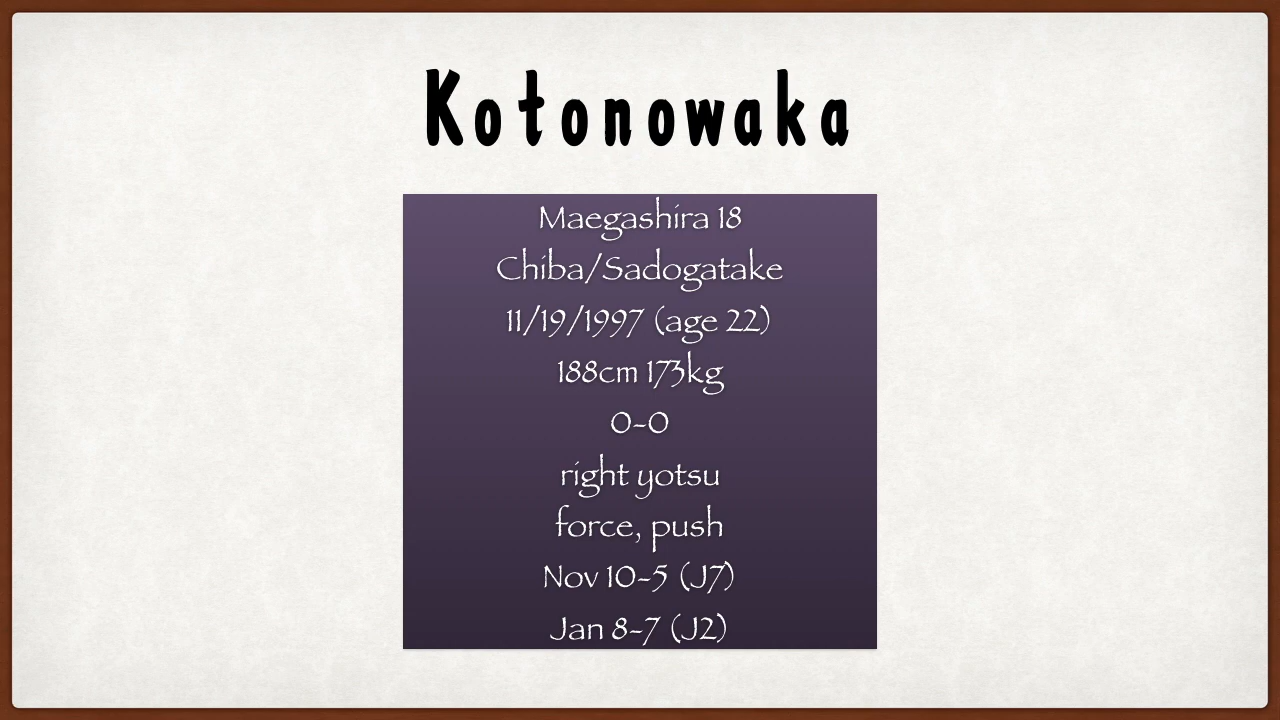 Kotonowaka
Maegashira 18
Chiba/Sadogatake
11/19/1997 (age 22)
188cm 173kg
0-0
right yotsu
force, push
Nov 10-5 (J7)
Jan 8-7 (J2)